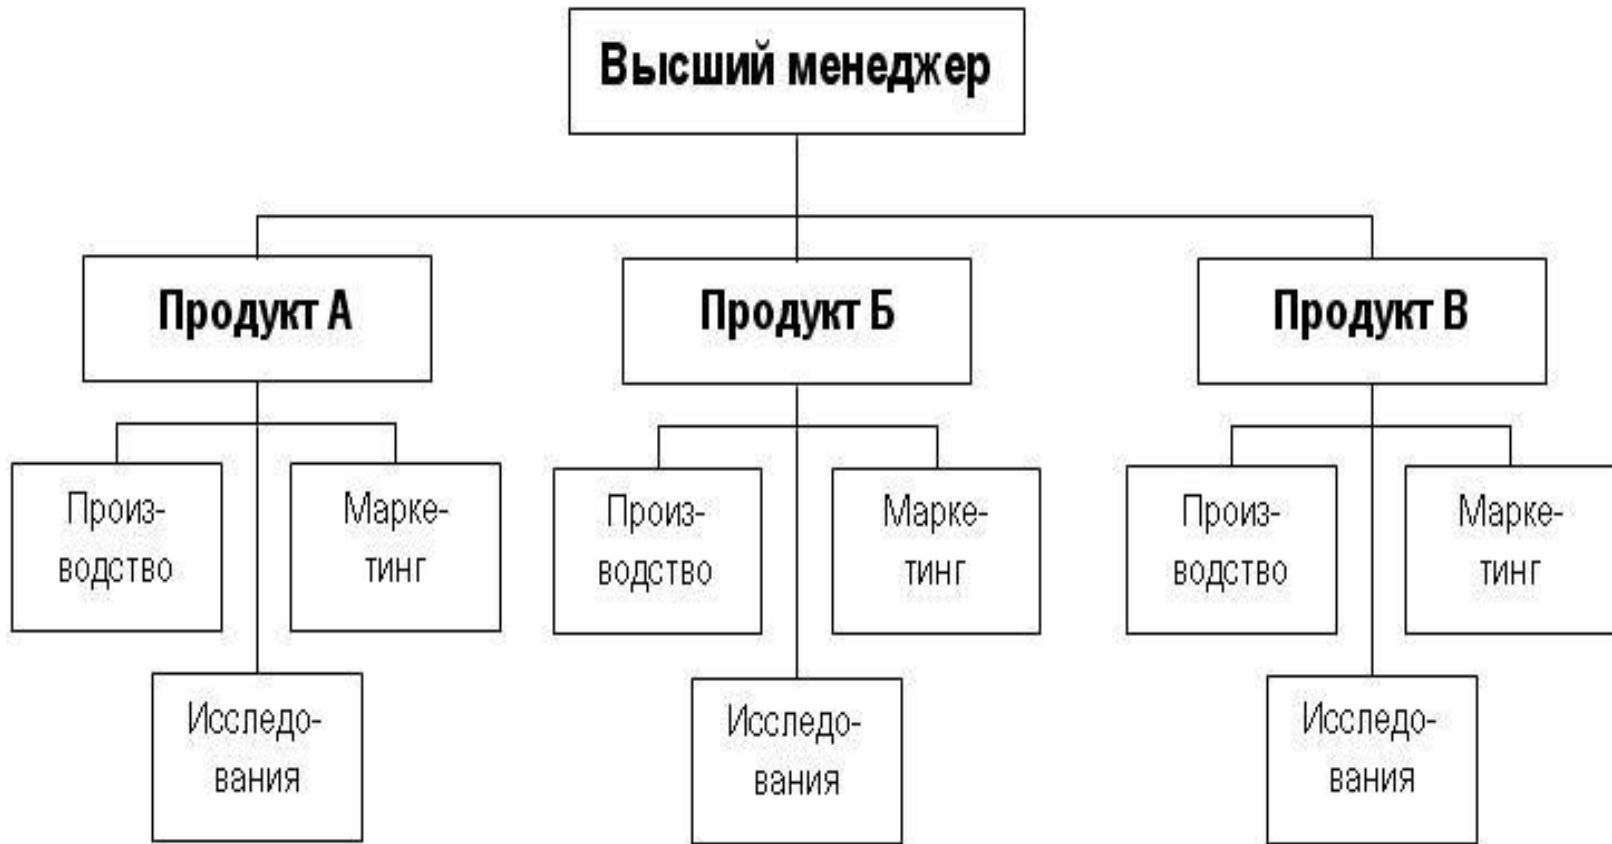 Высший менеджер
Продукт А
Продукт Б
Продукт В
Произ-
водство
Марке-
тинг
Произ-
водство
Марке-
тинг
Произ-
водство
Марке-
тинг
Исследо-
вания
Исследо-
вания
Исследо-
вания